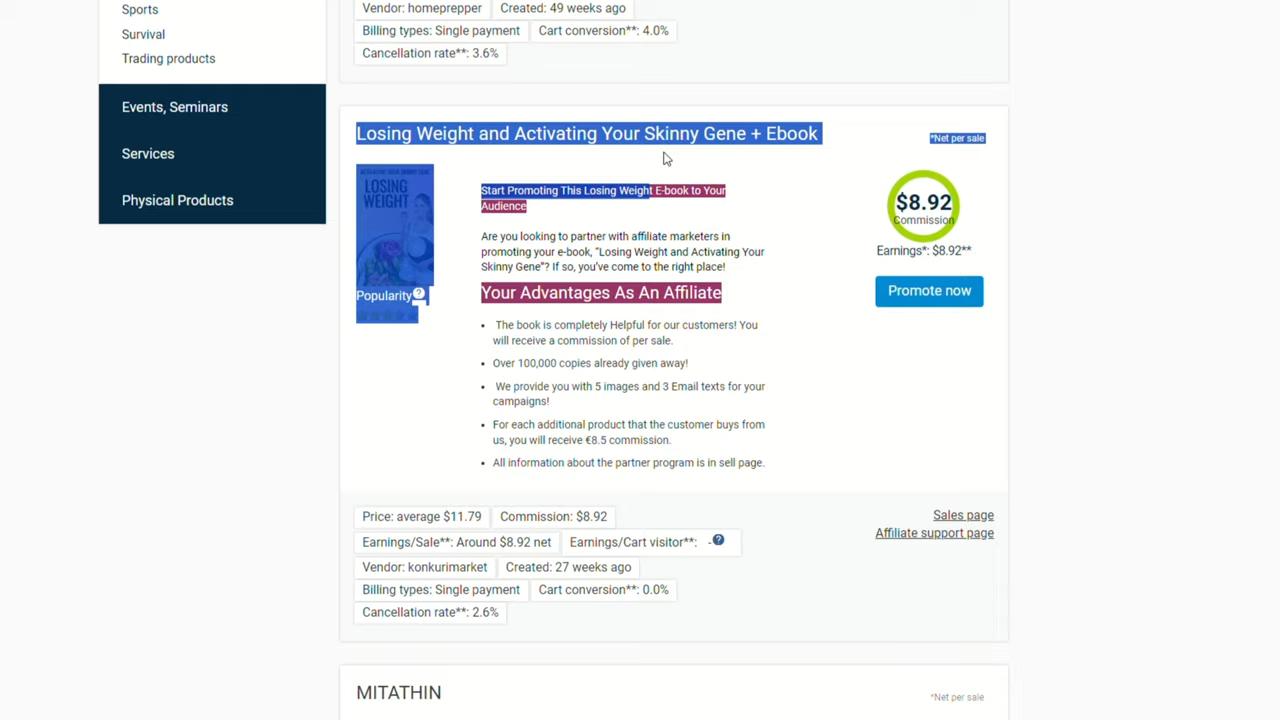 Sports
Survival
Trading products
Events, Seminars
Services
Physical Products
Vendor: homeprepper
Created: 49 weeks ago
Billing types: Single payment
Cart conversion**: 4.0%
Cancellation rate**: 3.6%
Losing Weight and Activating Your Skinny Gene + Ebook
*Net per sale
LOSING
WEIGHT
Popularity
Start Promoting This Losing Weight E-book to Your
Audience
Are you looking to partner with affiliate marketers in
promoting your e-book, “Losing Weight and Activating Your
Skinny Gene”? If so, you’ve come to the right place!
Your Advantages As An Affiliate
• The book is completely Helpful for our customers! You
will receive a commission of per sale.
• Over 100,000 copies already given away!
• We provide you with 5 images and 3 Email texts for your
campaigns!
• For each additional product that the customer buys from
us, you will receive €8.5 commission.
• All information about the partner program is in sell page.
$8.92
Commission
Earnings*: $8.92**
Promote now
Price: average $11.79
Commission: $8.92
Earnings/Sale**: Around $8.92 net
Earnings/Cart visitor**: -?
Vendor: konkurimarket
Created: 27 weeks ago
Billing types: Single payment
Cart conversion**: 0.0%
Cancellation rate**: 2.6%
Sales page
Affiliate support page
MITATHIN
*Net per sale